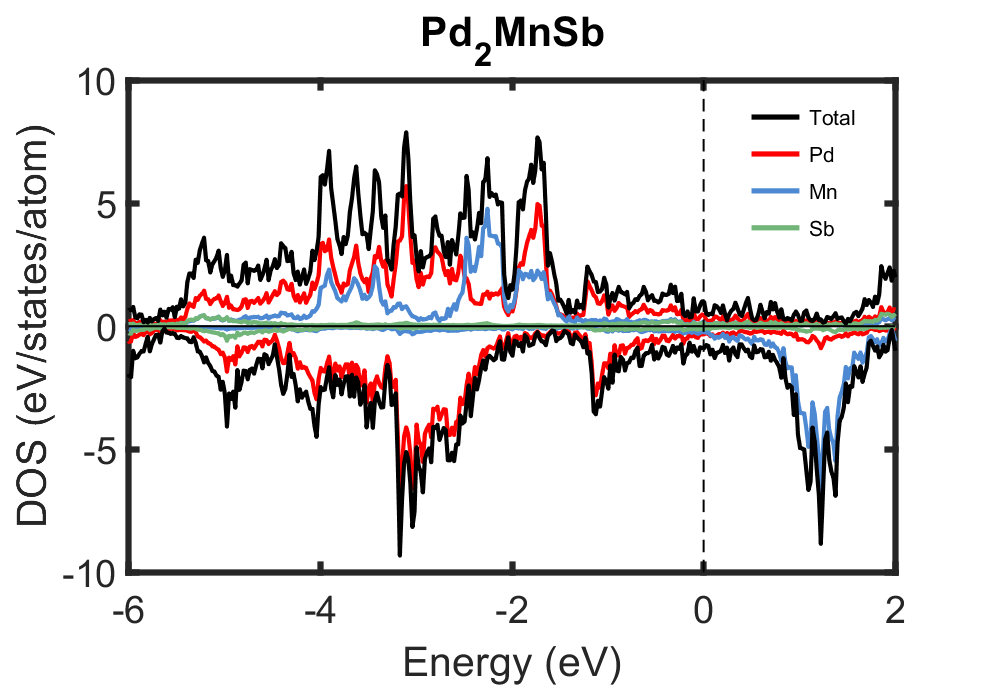 Pd₂MnSb
10
5
0
-5
-10
DOS (eV/states/atom)
Total
Pd
Mn
Sb
-6
-4
-2
0
2
Energy (eV)